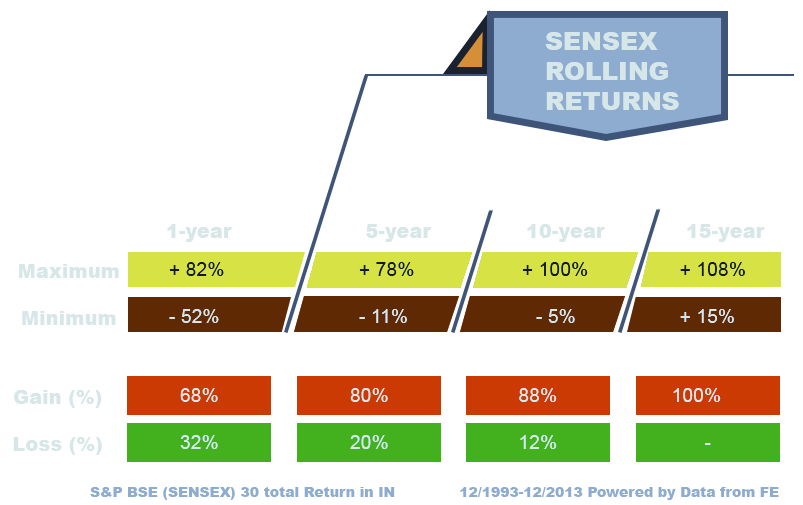 SENSEX
ROLLING
RETURNS
1-year 5-year 10-year 15-year
Maximum + 82% + 78% + 100% + 108%
Minimum - 52% - 11% - 5% + 15%
Gain (%) 68% 80% 88% 100%
Loss (%) 32% 20% 12% -
S&P BSE (SENSEX) 30 total Return in IN 12/1993-12/2013 Powered by Data from FE